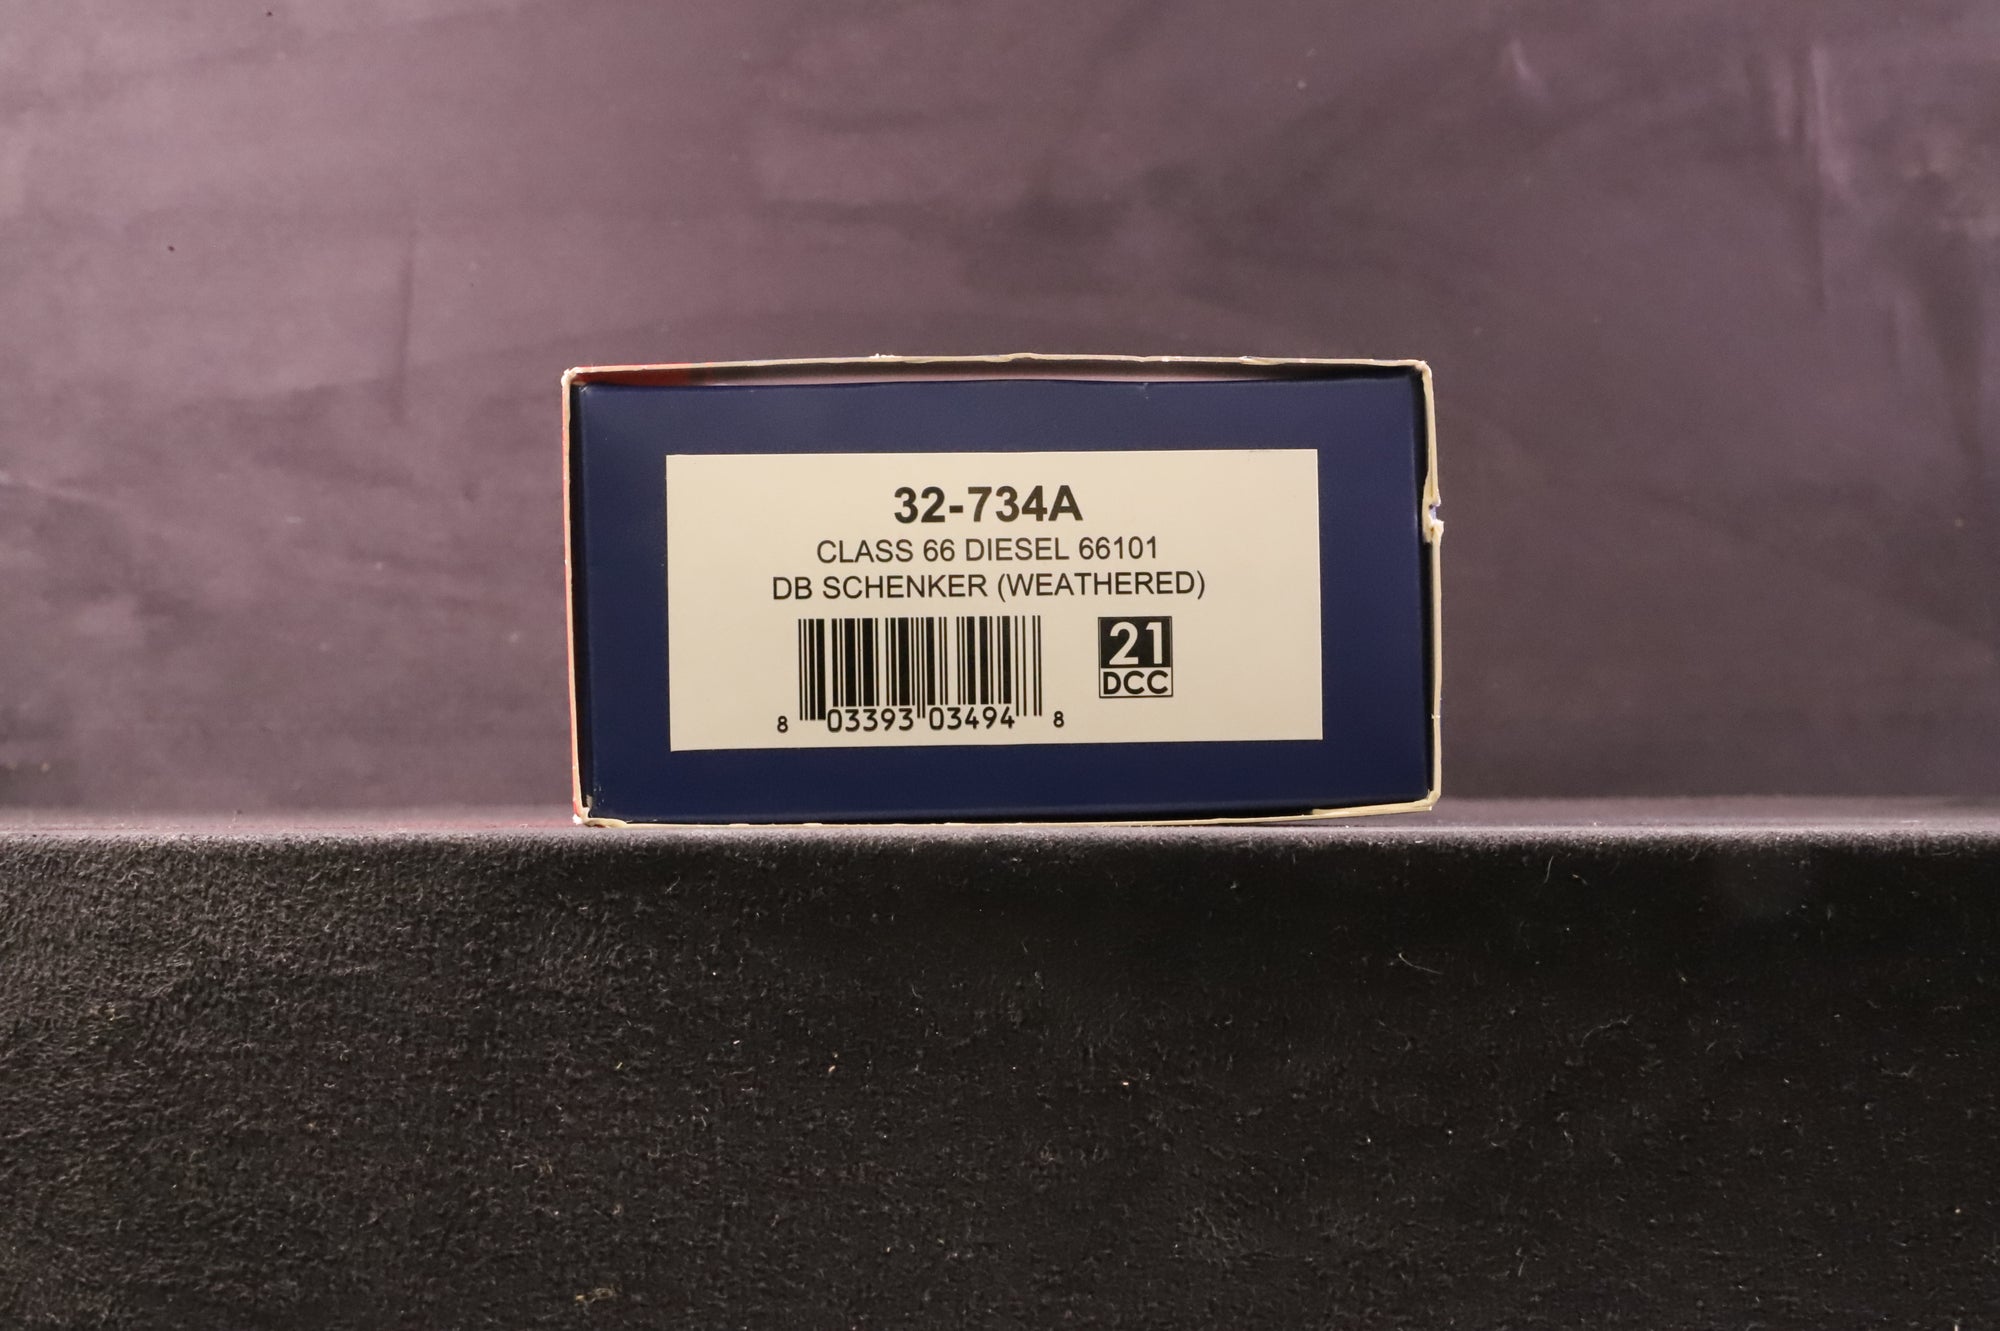 32-734A
CLASS 66 DIESEL 66101
DB SCHENKER (WEATHERED)
21
DCC
8 03393 03494 8